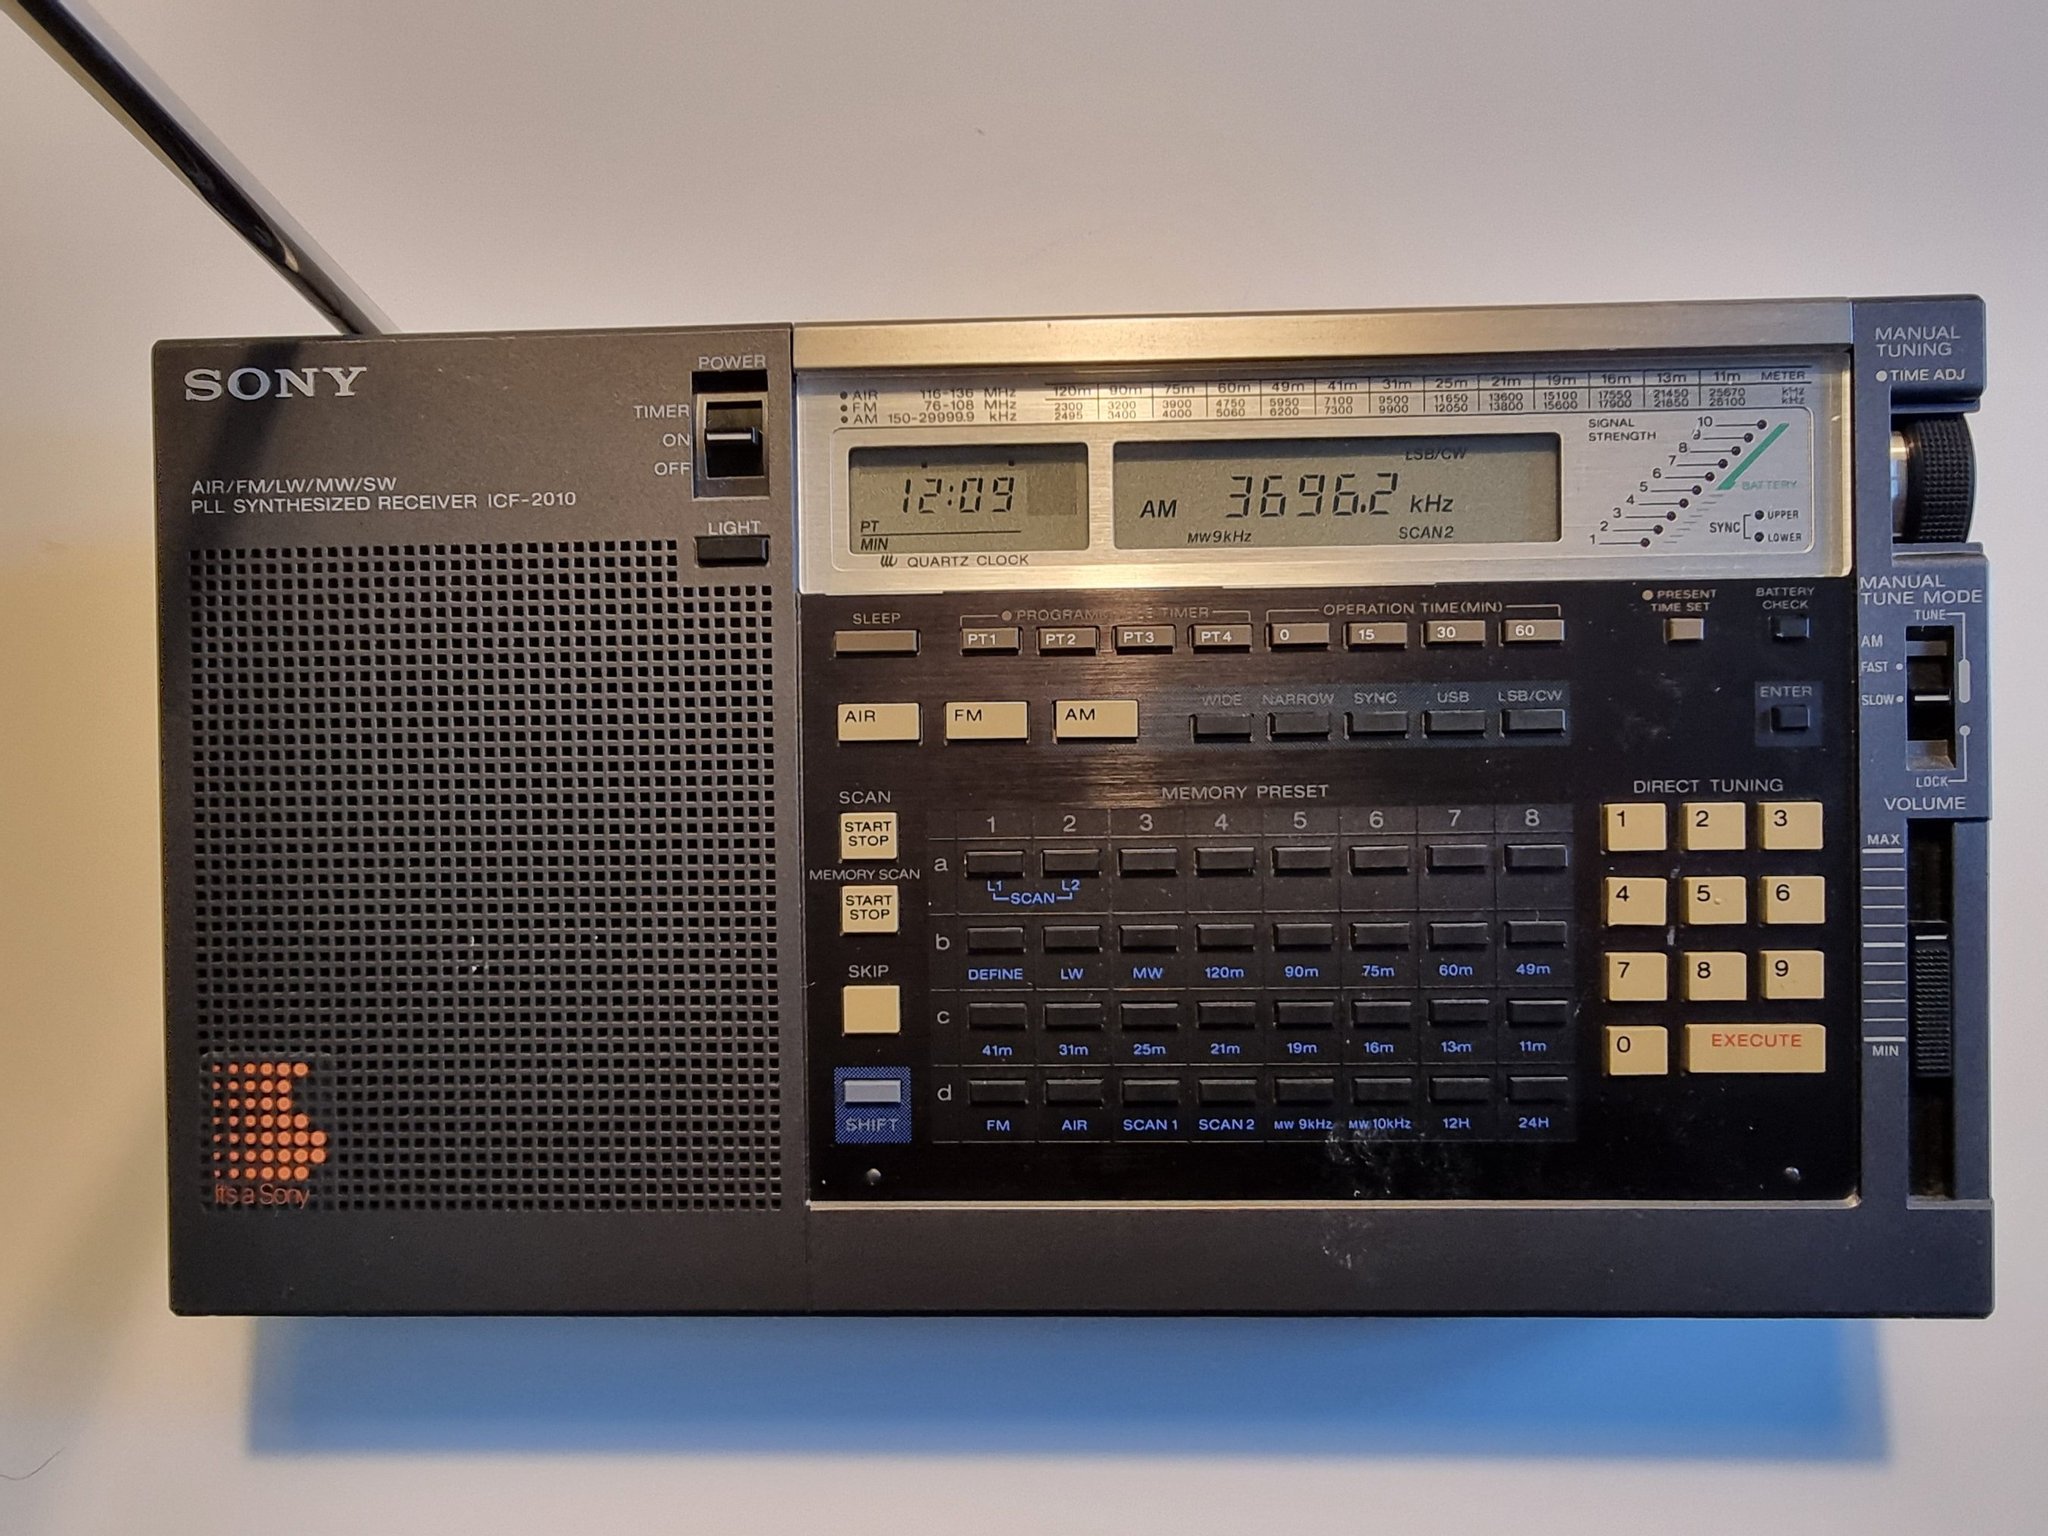 SONY
POWER
TIMER
ON
OFF
AIR/FM/LW/MW/SW
PLL SYNTHESIZED RECEIVER ICF-2010
LIGHT
It's a Sony
AIR 116-136 MHz
FM 76-108 MHz
AM 150-29999.9 kHz
120m 90m 75m 60m 49m 41m 31m 25m 21m 19m 16m 13m 11m METER
2300 3200 3900 4750 5950 7100 9500 11650 13600 15100 17550 21450 25670 kHz
2495 3400 4000 5060 6200 7300 9900 12050 13800 15600 17900 21850 26100 kHz
12:09
PT
MIN
QUARTZ CLOCK
LSB/CW
AM 3696.2 kHz
MW9kHz SCAN2
SIGNAL
STRENGTH
10
9
8
7
6
5
4
3
2
1
BATTERY
SYNC
UPPER
LOWER
SLEEP
PROGRAMMABLE TIMER
PT1 PT2 PT3 PT4
OPERATION TIME(MIN)
0 15 30 60
PRESENT
TIME SET
BATTERY
CHECK
AIR FM AM
WIDE NARROW SYNC USB LSB/CW
ENTER
SCAN
START
STOP
MEMORY SCAN
START
STOP
SKIP
SHIFT
MEMORY PRESET
1 2 3 4 5 6 7 8
a
L1 SCAN L2
b
DEFINE LW MW 120m 90m 75m 60m 49m
c
41m 31m 25m 21m 19m 16m 13m 11m
d
FM AIR SCAN 1 SCAN 2 MW 9kHz MW 10kHz 12H 24H
DIRECT TUNING
1 2 3
4 5 6
7 8 9
0 EXECUTE
MANUAL
TUNING
TIME ADJ
MANUAL
TUNE MODE
TUNE
AM
FAST
SLOW
LOCK
VOLUME
MAX
MIN